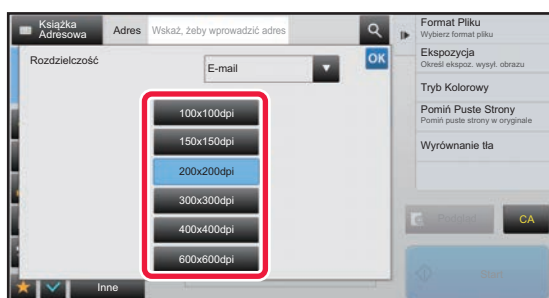 Książka
Adresowa
Adres
Wskaż, żeby wprowadzić adres
Rozdzielczość
E-mail
OK
100x100dpi
150x150dpi
200x200dpi
300x300dpi
400x400dpi
600x600dpi
Inne
Format Pliku
Wybierz format pliku
Ekspozycja
Określ ekspoz. wysył. obrazu
Tryb Kolorowy
Pomiń Puste Strony
Pomiń puste strony w oryginale
Wyrównanie tła
Podgląd
CA
Start